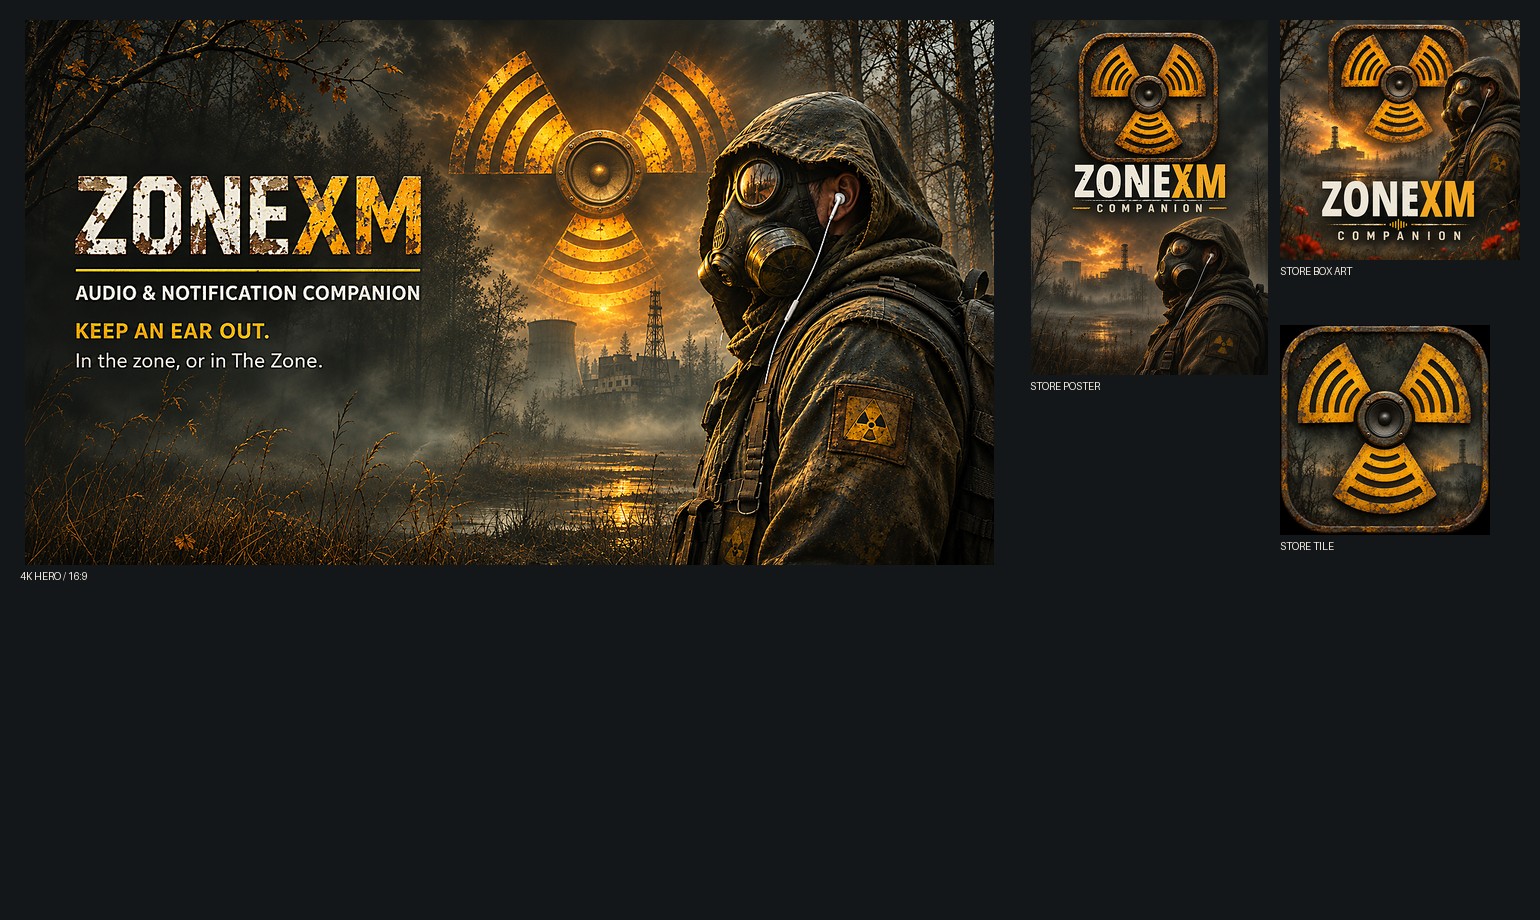 ZONEXM
AUDIO & NOTIFICATION COMPANION
KEEP AN EAR OUT.
In the zone, or in The Zone.
4K HERO / 16:9
ZONEXM
COMPANION
STORE POSTER
ZONEXM
COMPANION
STORE BOX ART
STORE TILE